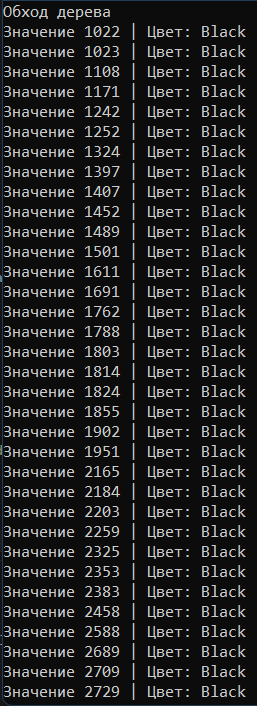 Обход дерева
Значение 1022 | Цвет: Black
Значение 1023 | Цвет: Black
Значение 1108 | Цвет: Black
Значение 1171 | Цвет: Black
Значение 1242 | Цвет: Black
Значение 1252 | Цвет: Black
Значение 1324 | Цвет: Black
Значение 1397 | Цвет: Black
Значение 1407 | Цвет: Black
Значение 1452 | Цвет: Black
Значение 1489 | Цвет: Black
Значение 1501 | Цвет: Black
Значение 1611 | Цвет: Black
Значение 1691 | Цвет: Black
Значение 1762 | Цвет: Black
Значение 1788 | Цвет: Black
Значение 1803 | Цвет: Black
Значение 1814 | Цвет: Black
Значение 1824 | Цвет: Black
Значение 1855 | Цвет: Black
Значение 1902 | Цвет: Black
Значение 1951 | Цвет: Black
Значение 2165 | Цвет: Black
Значение 2184 | Цвет: Black
Значение 2203 | Цвет: Black
Значение 2259 | Цвет: Black
Значение 2325 | Цвет: Black
Значение 2353 | Цвет: Black
Значение 2383 | Цвет: Black
Значение 2458 | Цвет: Black
Значение 2588 | Цвет: Black
Значение 2689 | Цвет: Black
Значение 2709 | Цвет: Black
Значение 2729 | Цвет: Black